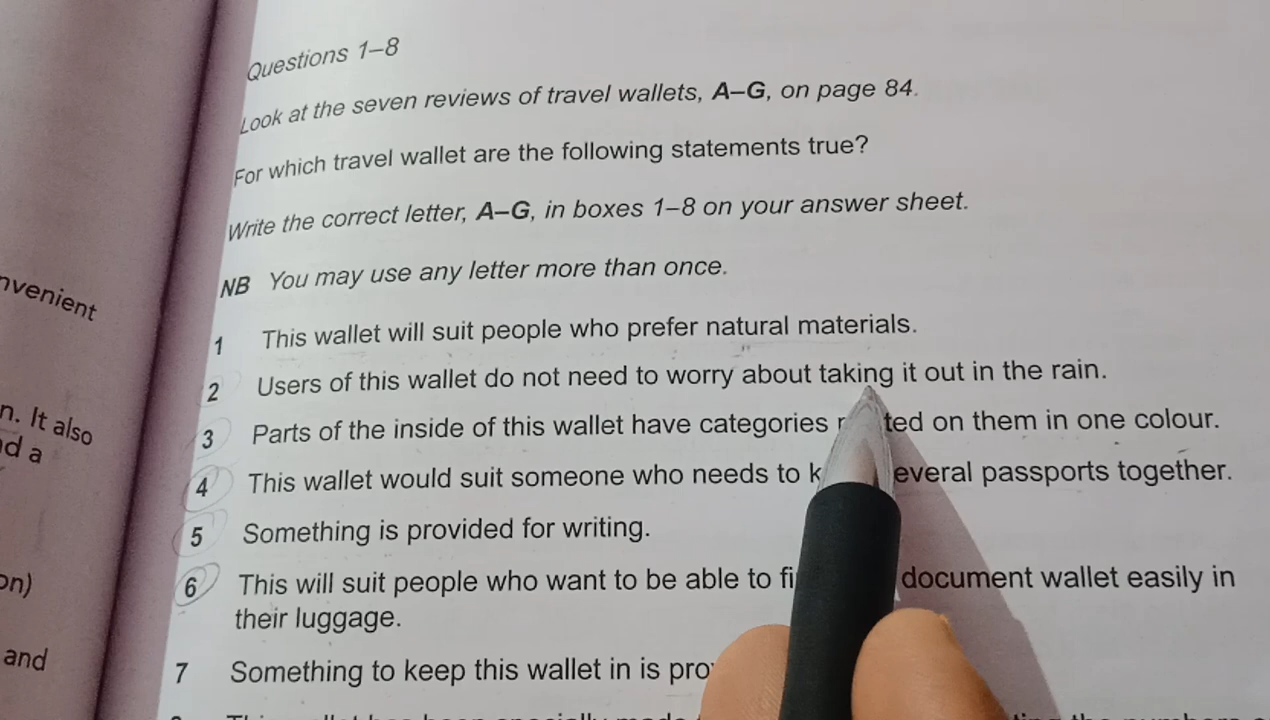 Questions 1–8
Look at the seven reviews of travel wallets, A–G, on page 84.
For which travel wallet are the following statements true?
Write the correct letter, A–G, in boxes 1–8 on your answer sheet.
NB You may use any letter more than once.
1 This wallet will suit people who prefer natural materials.
2 Users of this wallet do not need to worry about taking it out in the rain.
3 Parts of the inside of this wallet have categories ted on them in one colour.
4 This wallet would suit someone who needs to k everal passports together.
5 Something is provided for writing.
6 This will suit people who want to be able to fi document wallet easily in
their luggage.
7 Something to keep this wallet in is pro
nvenient
n. It also
d a
on)
and